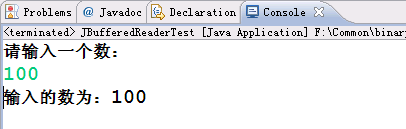 Problems @ Javadoc Declaration Console
<terminated> JBufferedReaderTest [Java Application] F:\Common\binary
请输入一个数：
100
输入的数为：100